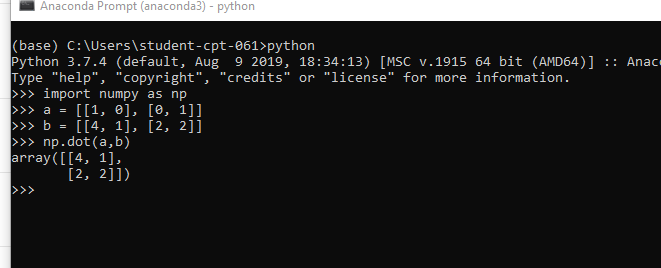 Anaconda Prompt (anaconda3) - python
(base) C:\Users\student-cpt-061>python
Python 3.7.4 (default, Aug  9 2019, 18:34:13) [MSC v.1915 64 bit (AMD64)] :: Anac
Type "help", "copyright", "credits" or "license" for more information.
>>> import numpy as np
>>> a = [[1, 0], [0, 1]]
>>> b = [[4, 1], [2, 2]]
>>> np.dot(a,b)
array([[4, 1],
       [2, 2]])
>>>